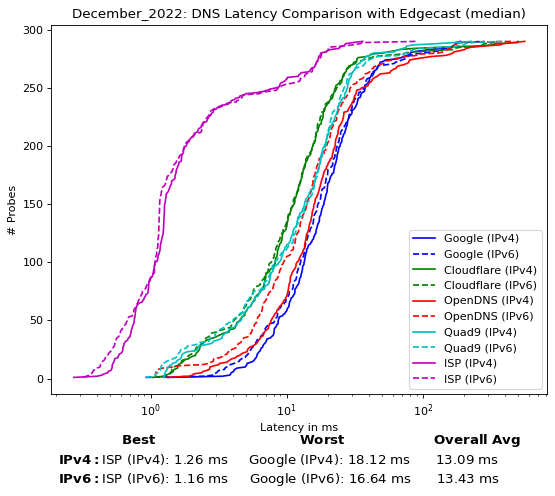 December_2022: DNS Latency Comparison with Edgecast (median)
300
250
200
150
100
50
0
# Probes
Google (IPv4)
Google (IPv6)
Cloudflare (IPv4)
Cloudflare (IPv6)
OpenDNS (IPv4)
OpenDNS (IPv6)
Quad9 (IPv4)
Quad9 (IPv6)
ISP (IPv4)
ISP (IPv6)
10⁰ 10¹ 10²
Latency in ms
Best Worst Overall Avg
IPv4: ISP (IPv4): 1.26 ms Google (IPv4): 18.12 ms 13.09 ms
IPv6: ISP (IPv6): 1.16 ms Google (IPv6): 16.64 ms 13.43 ms